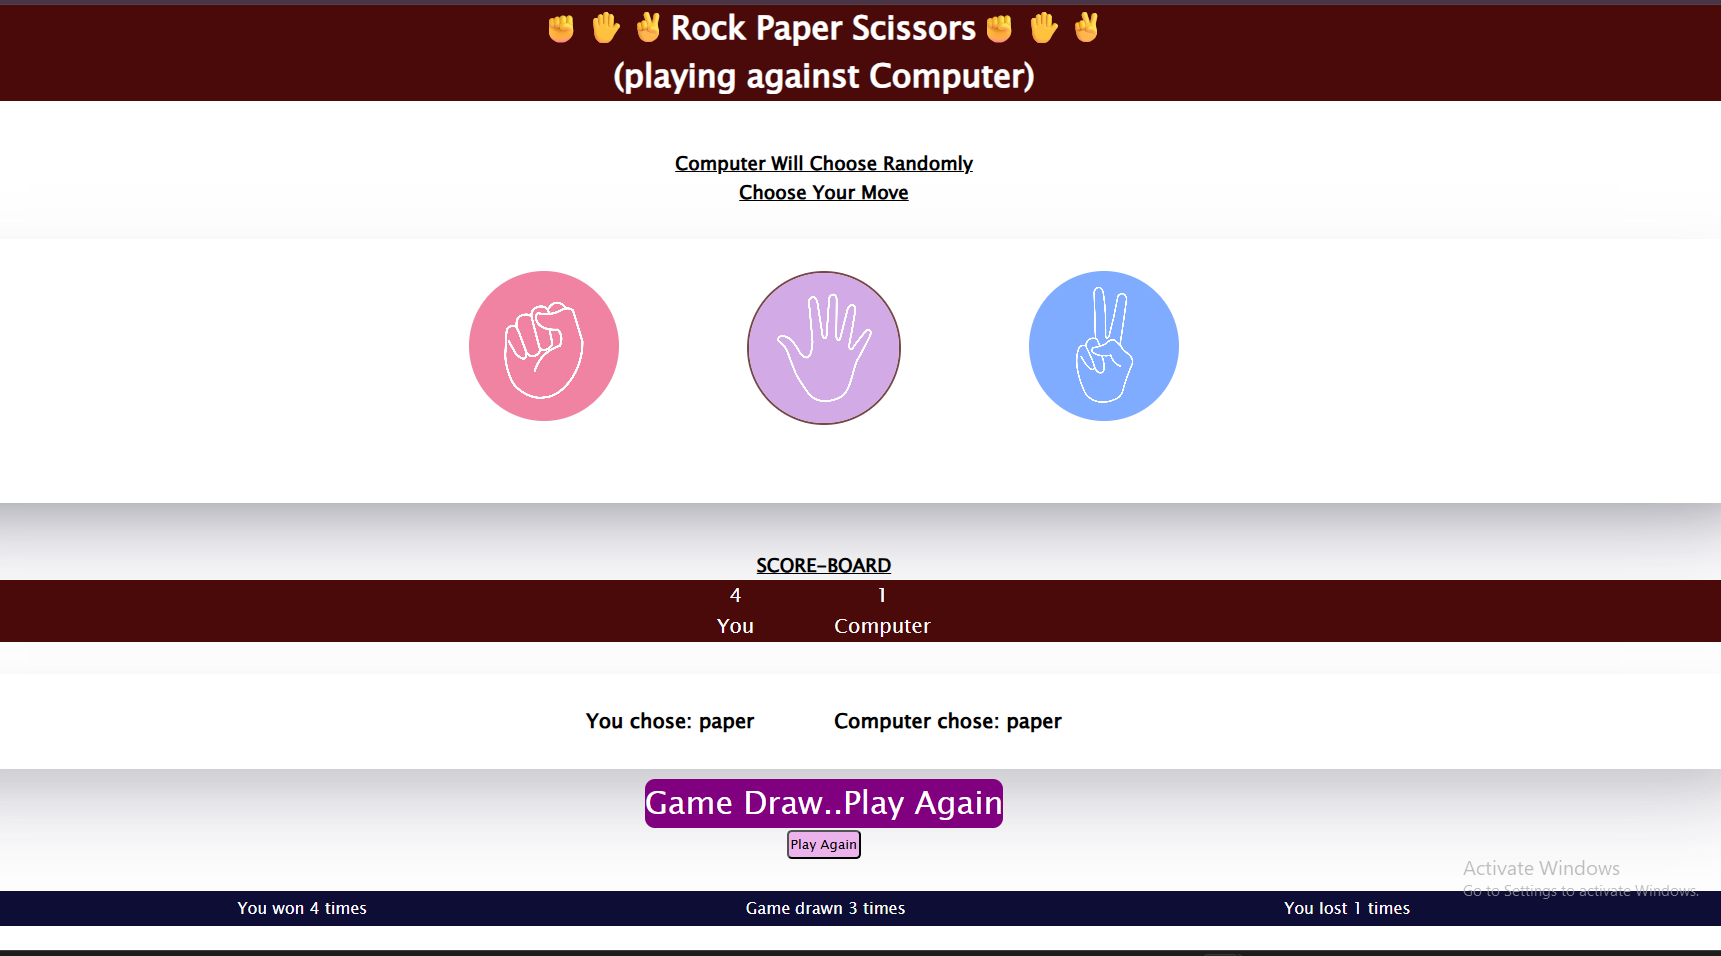 ✊ ✋ ✌ Rock Paper Scissors ✊ ✋ ✌
(playing against Computer)
Computer Will Choose Randomly
Choose Your Move
SCORE-BOARD
4 1
You Computer
You chose: paper Computer chose: paper
Game Draw..Play Again
Play Again
Activate Windows
Go to Settings to activate Windows.
You won 4 times Game drawn 3 times You lost 1 times